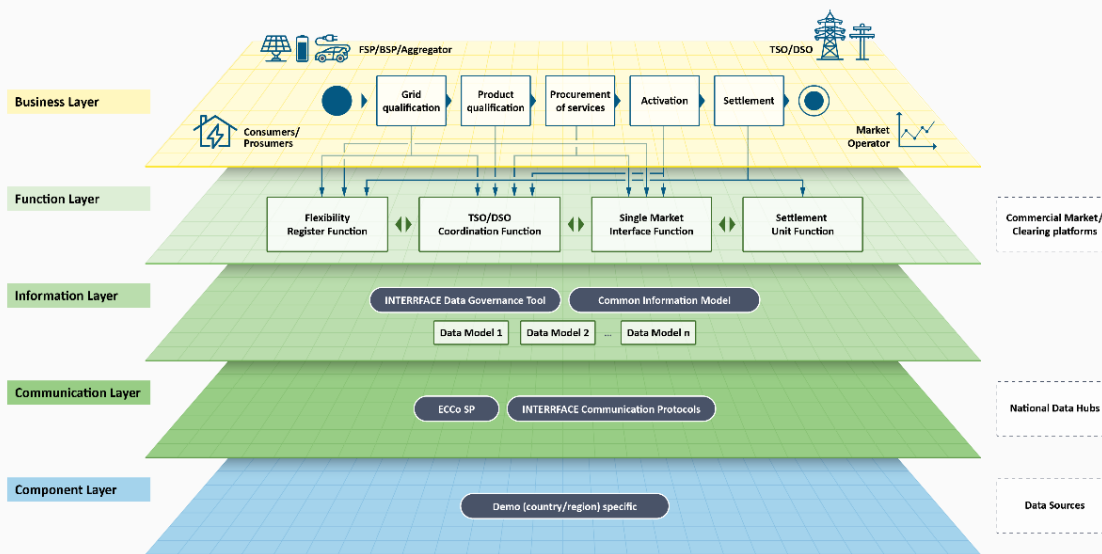 FSP/BSP/Aggregator
TSO/DSO
Business Layer
Grid
qualification
Product
qualification
Procurement
of services
Activation
Settlement
Consumers/
Prosumers
Market
Operator
Function Layer
Flexibility
Register Function
TSO/DSO
Coordination Function
Single Market
Interface Function
Settlement
Unit Function
Commercial Market/
Clearing platforms
Information Layer
INTERRFACE Data Governance Tool
Common Information Model
Data Model 1
Data Model 2
...
Data Model n
Communication Layer
ECCo SP
INTERRFACE Communication Protocols
National Data Hubs
Component Layer
Demo (country/region) specific
Data Sources